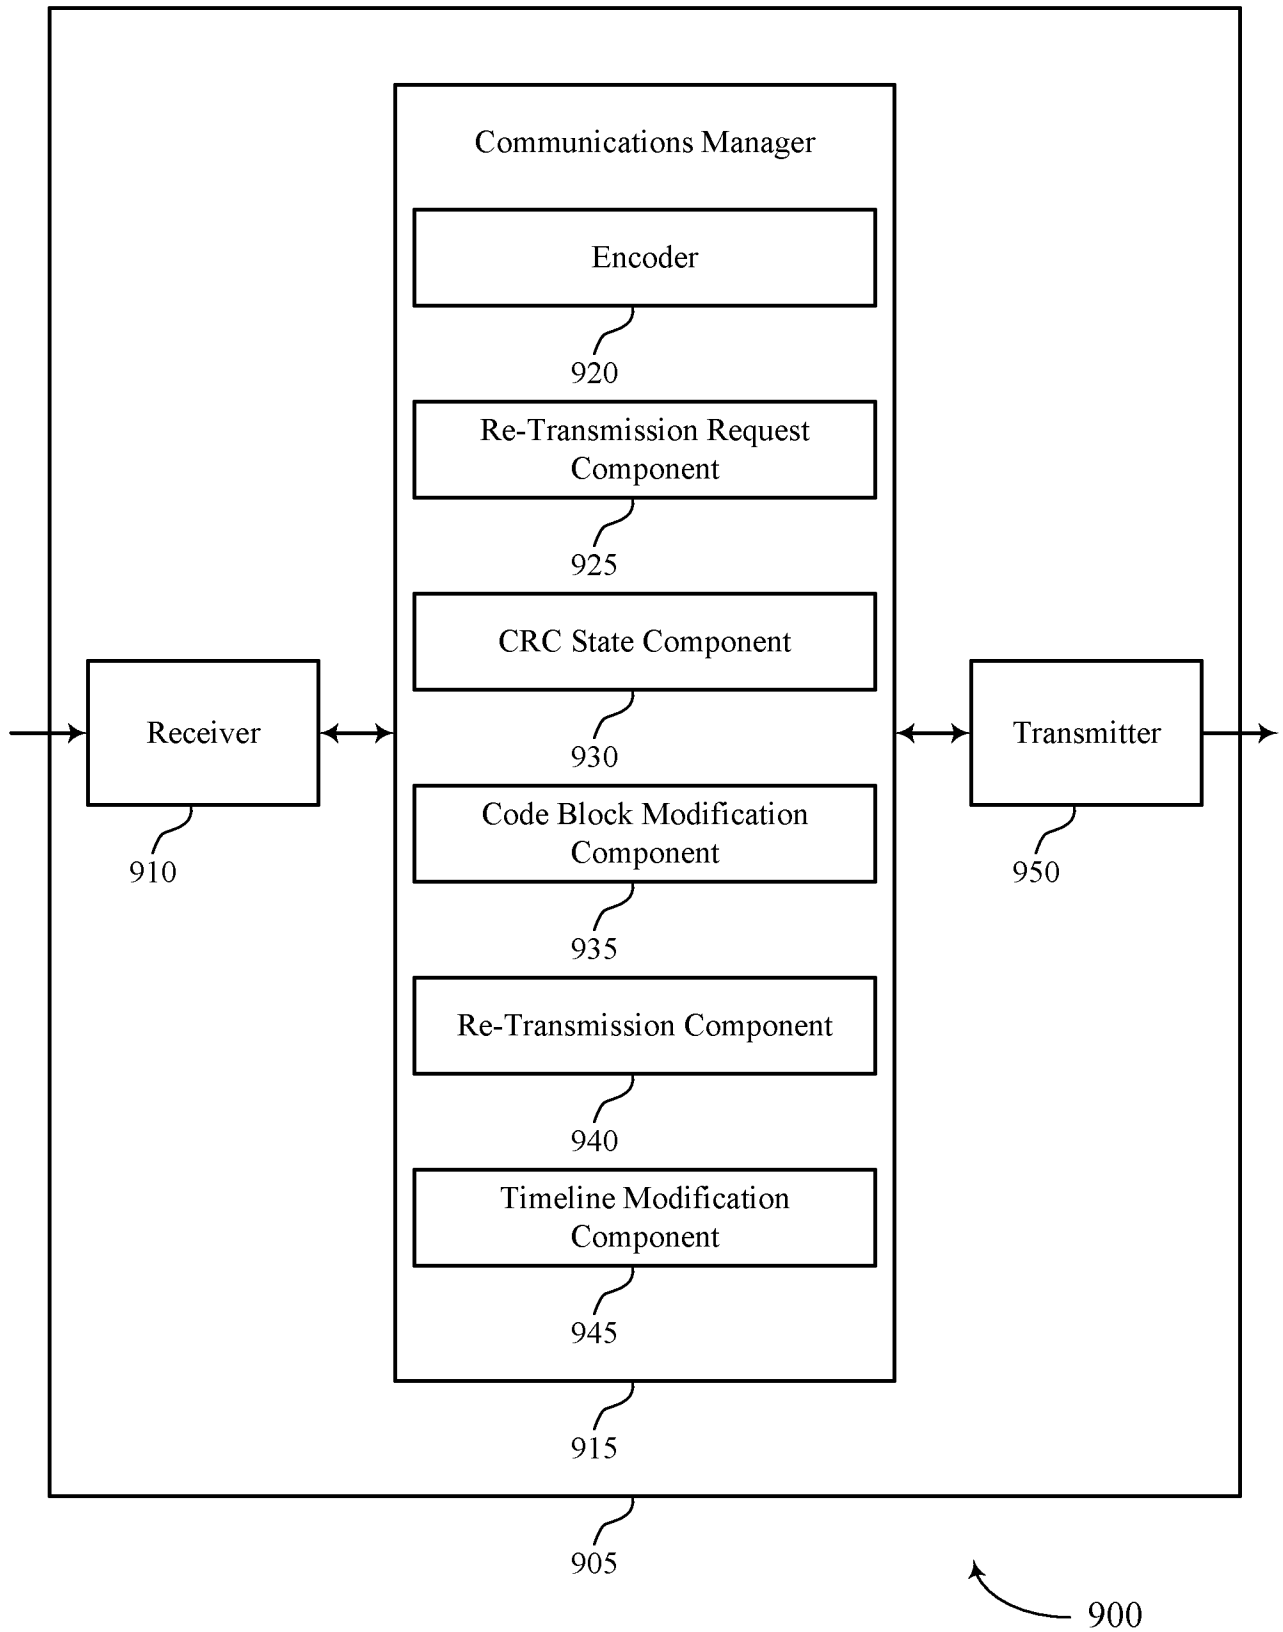 Communications Manager
Encoder
920
Re-Transmission Request
Component
925
CRC State Component
930
Receiver
910
Transmitter
950
Code Block Modification
Component
935
Re-Transmission Component
940
Timeline Modification
Component
945
915
905
900